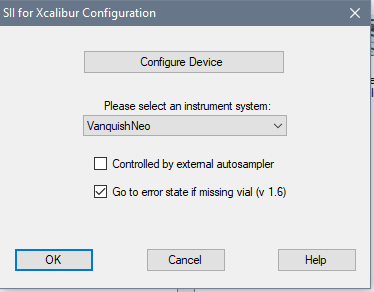 SII for Xcalibur Configuration
Configure Device
Please select an instrument system:
VanquishNeo
Controlled by external autosampler
Go to error state if missing vial (v 1.6)
OK
Cancel
Help